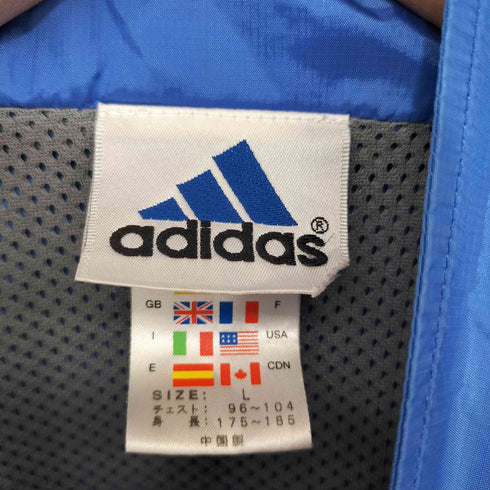 adidas®
GB F
I USA
E CDN
SIZE: L
チェスト: 96~104
身 長: 175~185
中国製